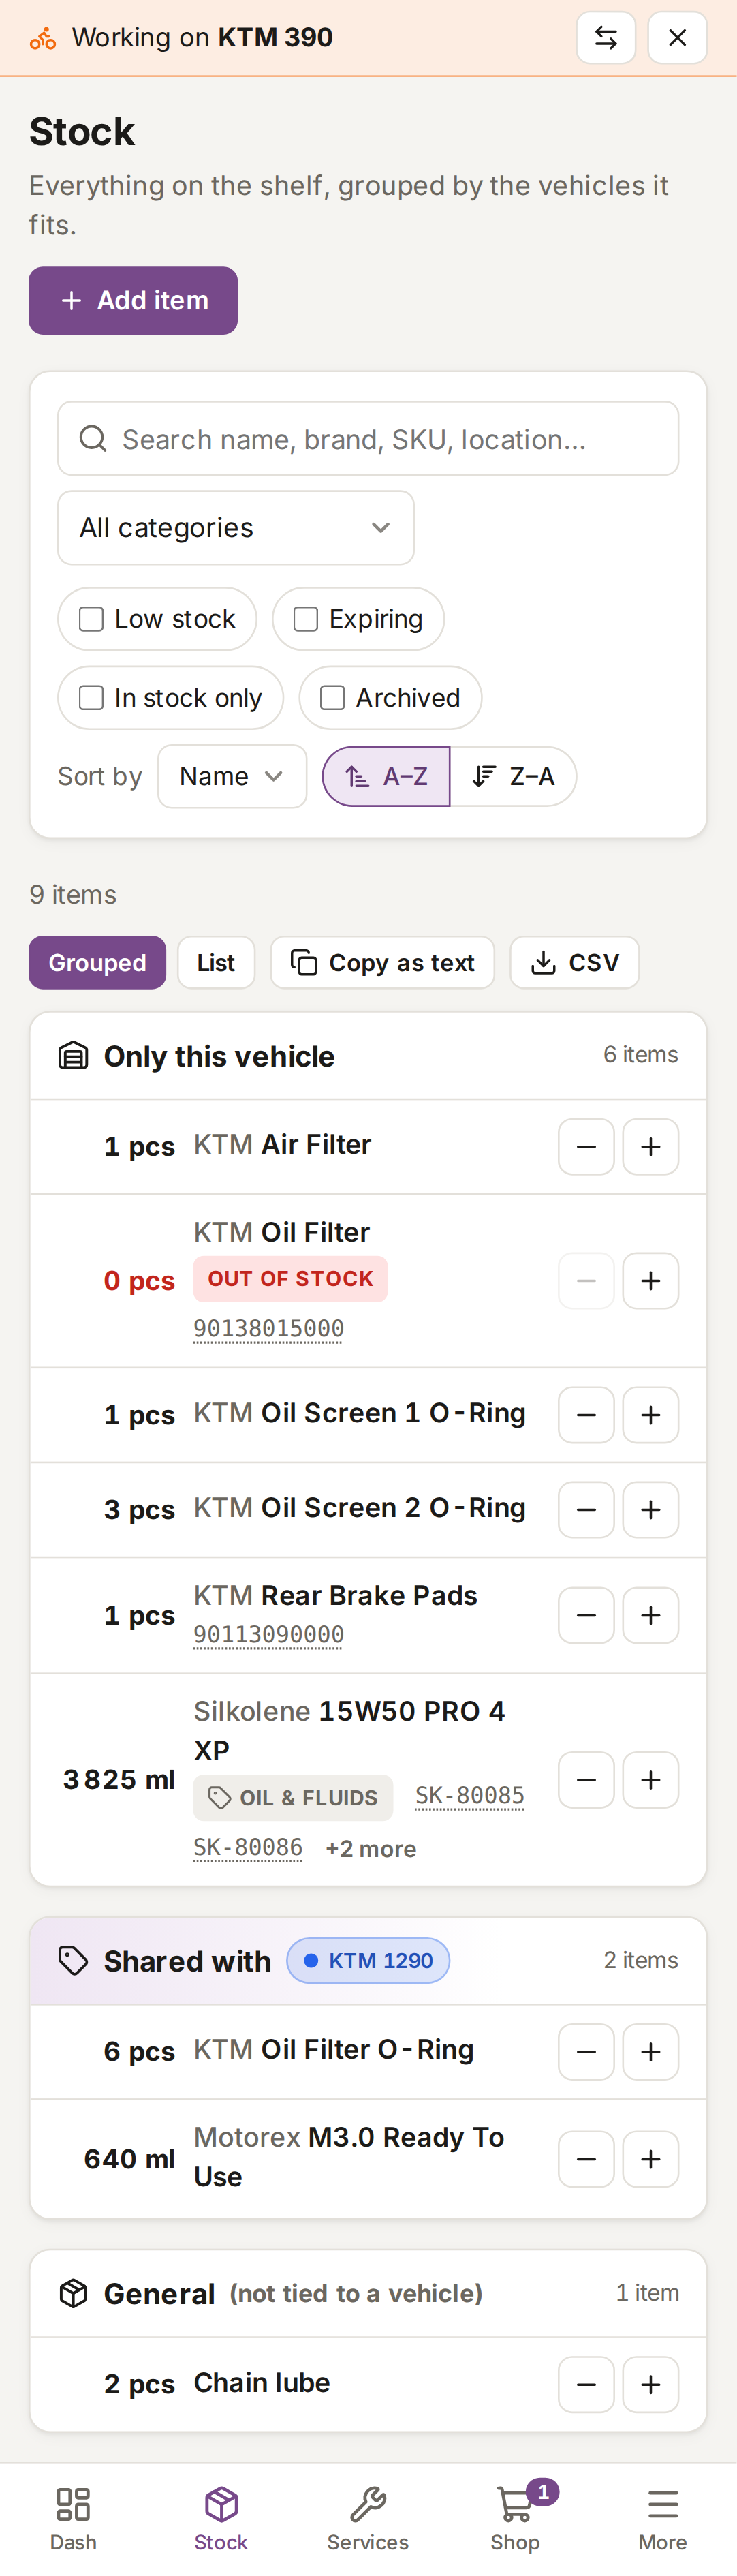 Working on KTM 390
Stock
Everything on the shelf, grouped by the vehicles it
fits.
Add item
Search name, brand, SKU, location...
All categories
Low stock
Expiring
In stock only
Archived
Sort by
Name
A–Z
Z–A
9 items
Grouped
List
Copy as text
CSV
Only this vehicle
6 items
1 pcs
KTM Air Filter
0 pcs
KTM Oil Filter
OUT OF STOCK
90138015000
1 pcs
KTM Oil Screen 1 O-Ring
3 pcs
KTM Oil Screen 2 O-Ring
1 pcs
KTM Rear Brake Pads
90113090000
3 825 ml
Silkolene 15W50 PRO 4
XP
OIL & FLUIDS
SK-80085
SK-80086
+2 more
Shared with
KTM 1290
2 items
6 pcs
KTM Oil Filter O-Ring
640 ml
Motorex M3.0 Ready To
Use
General (not tied to a vehicle)
1 item
2 pcs
Chain lube
1
Dash
Stock
Services
Shop
More